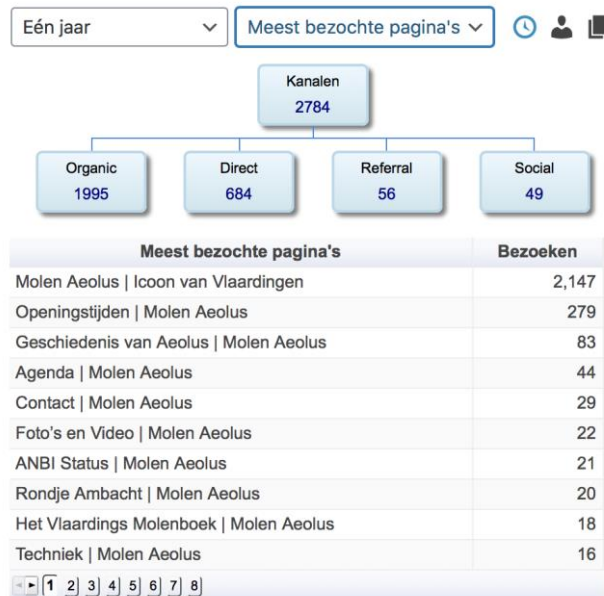 Eén jaar Meest bezochte pagina's
Kanalen
2784
Organic Direct Referral Social
1995 684 56 49
Meest bezochte pagina's Bezoeken
Molen Aeolus | Icoon van Vlaardingen 2,147
Openingstijden | Molen Aeolus 279
Geschiedenis van Aeolus | Molen Aeolus 83
Agenda | Molen Aeolus 44
Contact | Molen Aeolus 29
Foto's en Video | Molen Aeolus 22
ANBI Status | Molen Aeolus 21
Rondje Ambacht | Molen Aeolus 20
Het Vlaardings Molenboek | Molen Aeolus 18
Techniek | Molen Aeolus 16
1 2 3 4 5 6 7 8